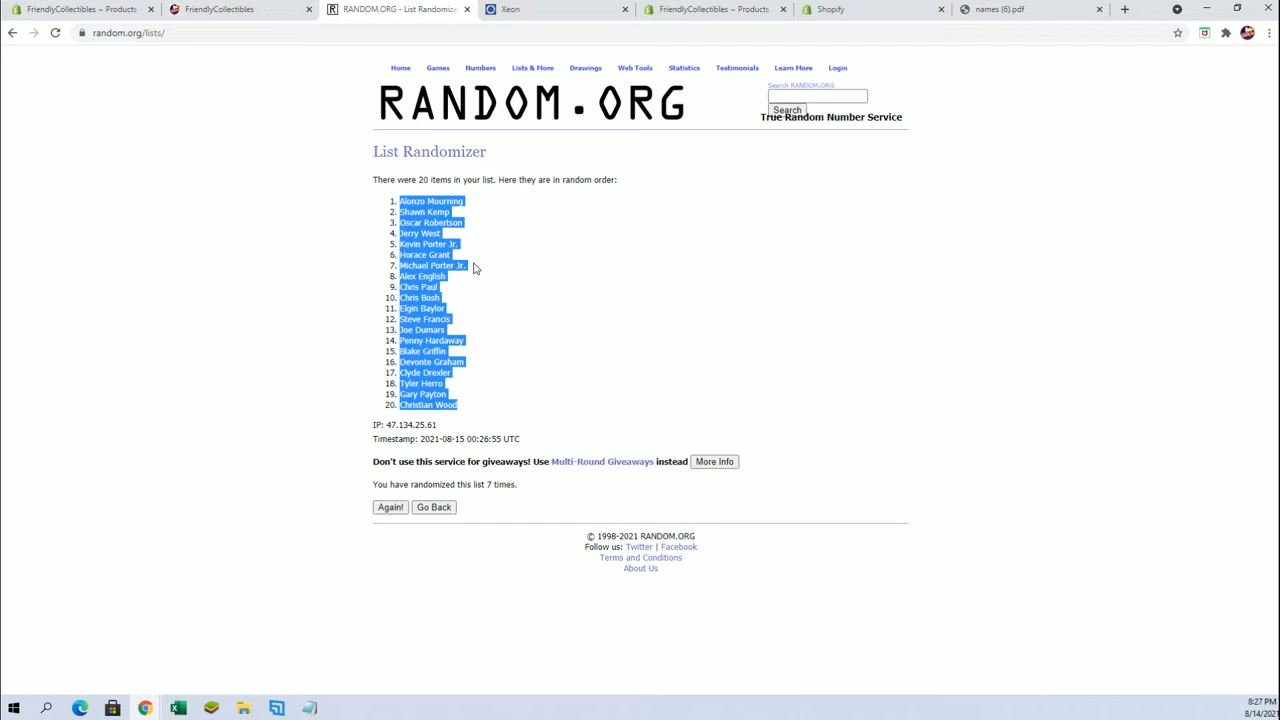 FriendlyCollectibles ~ Products
FriendlyCollectibles
RANDOM.ORG - List Randomize
Xeon
FriendlyCollectibles ~ Products
Shopify
names (6).pdf
random.org/lists/
Home Games Numbers Lists & More Drawings Web Tools Statistics Testimonials Learn More Login
RANDOM.ORG
Search RANDOM.ORG
Search
True Random Number Service
List Randomizer
There were 20 items in your list. Here they are in random order:
1. Alonzo Mourning
2. Shawn Kemp
3. Oscar Robertson
4. Jerry West
5. Kevin Porter Jr.
6. Horace Grant
7. Michael Porter Jr.
8. Alex English
9. Chris Paul
10. Chris Bosh
11. Elgin Baylor
12. Steve Francis
13. Joe Dumars
14. Penny Hardaway
15. Blake Griffin
16. Devonte Graham
17. Clyde Drexler
18. Tyler Herro
19. Gary Payton
20. Christian Wood
IP: 47.134.25.61
Timestamp: 2021-08-15 00:26:55 UTC
Don't use this service for giveaways! Use Multi-Round Giveaways instead More Info
You have randomized this list 7 times.
Again! Go Back
© 1998-2021 RANDOM.ORG
Follow us: Twitter | Facebook
Terms and Conditions
About Us
8:27 PM
8/14/2021